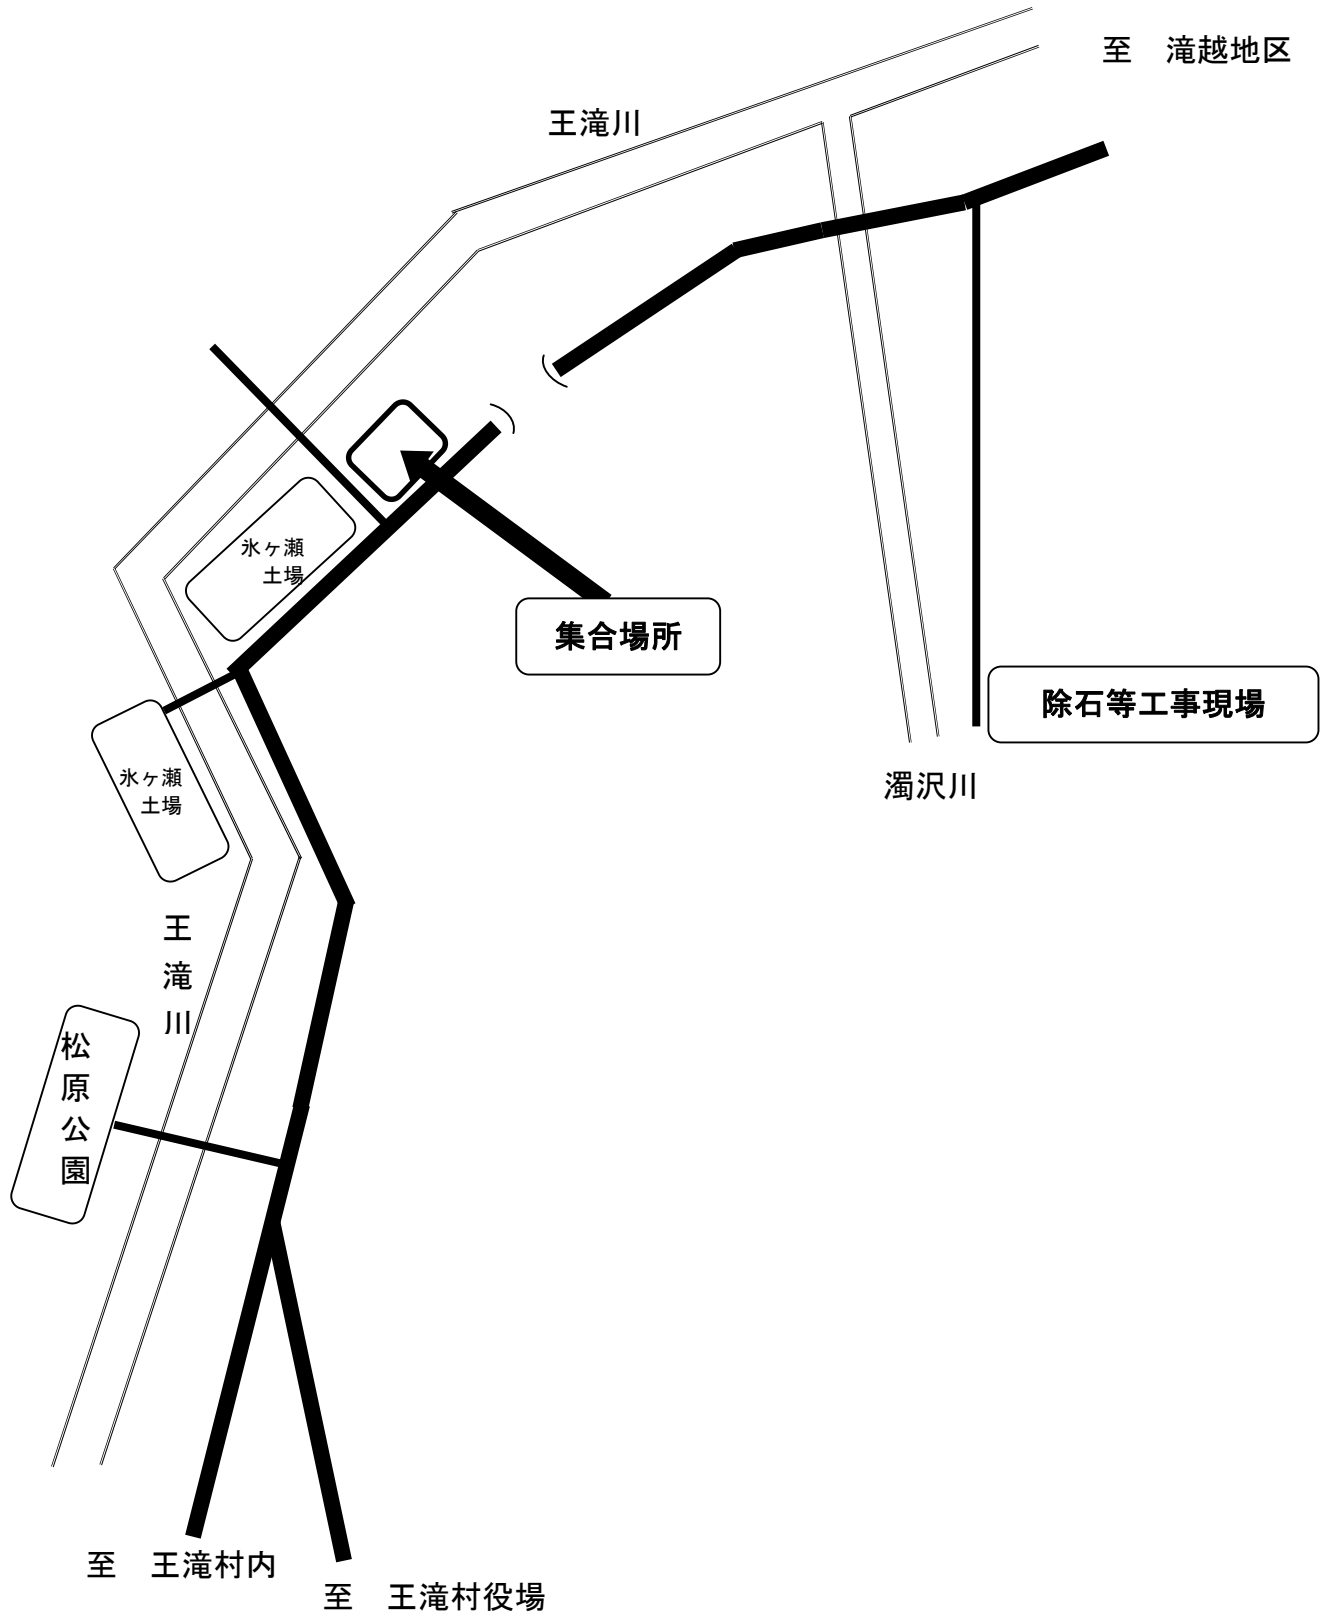 至　滝越地区
王滝川
氷ヶ瀬
土場
集合場所
除石等工事現場
濁沢川
氷ヶ瀬
土場
王
滝
川
松
原
公
園
至　王滝村内
至　王滝村役場